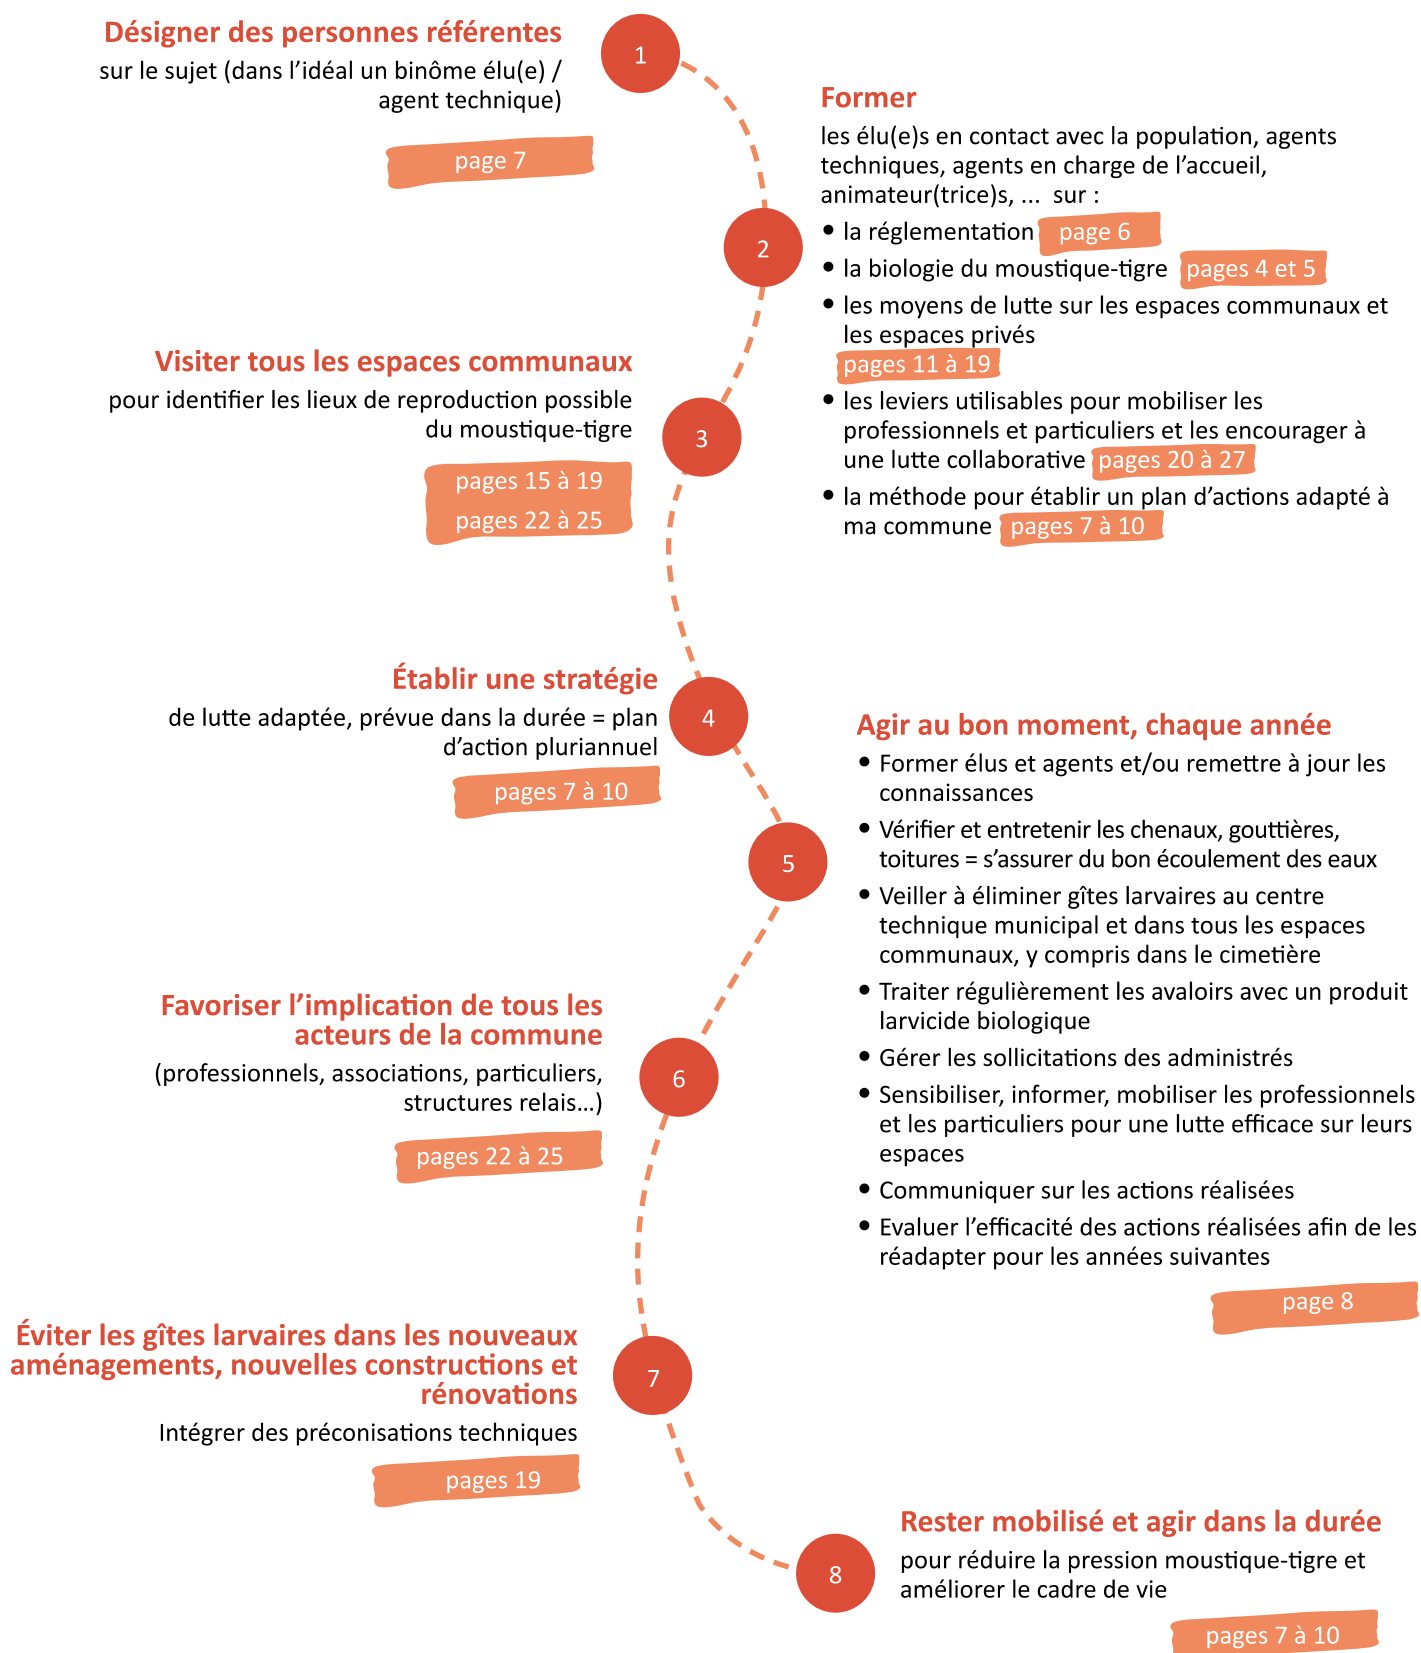 Désigner des personnes référentes
sur le sujet (dans l’idéal un binôme élu(e) /
agent technique)
page 7
1
2
Former
les élu(e)s en contact avec la population, agents
techniques, agents en charge de l’accueil,
animateur(trice)s, ... sur :
• la réglementation page 6
• la biologie du moustique-tigre pages 4 et 5
• les moyens de lutte sur les espaces communaux et
les espaces privés
pages 11 à 19
• les leviers utilisables pour mobiliser les
professionnels et particuliers et les encourager à
une lutte collaborative pages 20 à 27
• la méthode pour établir un plan d’actions adapté à
ma commune pages 7 à 10
Visiter tous les espaces communaux
pour identifier les lieux de reproduction possible
du moustique-tigre
pages 15 à 19
pages 22 à 25
3
Établir une stratégie
de lutte adaptée, prévue dans la durée = plan
d’action pluriannuel
pages 7 à 10
4
5
Agir au bon moment, chaque année
• Former élus et agents et/ou remettre à jour les
connaissances
• Vérifier et entretenir les chenaux, gouttières,
toitures = s’assurer du bon écoulement des eaux
• Veiller à éliminer gîtes larvaires au centre
technique municipal et dans tous les espaces
communaux, y compris dans le cimetière
• Traiter régulièrement les avaloirs avec un produit
larvicide biologique
• Gérer les sollicitations des administrés
• Sensibiliser, informer, mobiliser les professionnels
et les particuliers pour une lutte efficace sur leurs
espaces
• Communiquer sur les actions réalisées
• Evaluer l’efficacité des actions réalisées afin de les
réadapter pour les années suivantes
page 8
Favoriser l’implication de tous les
acteurs de la commune
(professionnels, associations, particuliers,
structures relais…)
pages 22 à 25
6
Éviter les gîtes larvaires dans les nouveaux
aménagements, nouvelles constructions et
rénovations
Intégrer des préconisations techniques
pages 19
7
8
Rester mobilisé et agir dans la durée
pour réduire la pression moustique-tigre et
améliorer le cadre de vie
pages 7 à 10